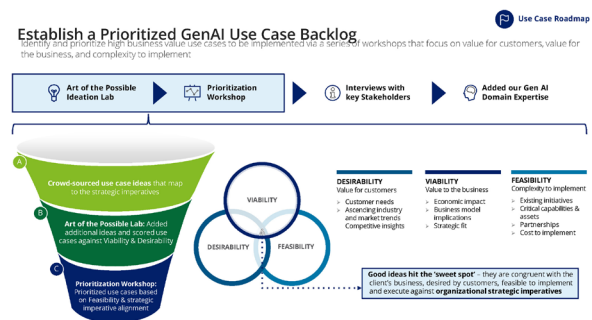 Use Case Roadmap
Establish a Prioritized GenAI Use Case Backlog
Identify and prioritize high business value use cases to be implemented via a series of workshops that focus on value for customers, value for
the business, and complexity to implement
Art of the Possible
Ideation Lab
Prioritization
Workshop
Interviews with
key Stakeholders
Added our Gen AI
Domain Expertise
A
Crowd-sourced use case ideas that map
to the strategic imperatives
B
Art of the Possible Lab: Added
additional ideas and scored use
cases against Viability & Desirability
C
Prioritization Workshop:
Prioritized use cases based
on Feasibility & strategic
imperative alignment
VIABILITY
DESIRABILITY
FEASIBILITY
DESIRABILITY
Value for customers
Customer needs
Ascending industry
and market trends
Competitive insights
VIABILITY
Value to the business
Economic impact
Business model
implications
Strategic fit
FEASIBILITY
Complexity to implement
Existing initiatives
Critical capabilities &
assets
Partnerships
Cost to implement
Good ideas hit the 'sweet spot' – they are congruent with the
client's business, desired by customers, feasible to implement
and execute against organizational strategic imperatives